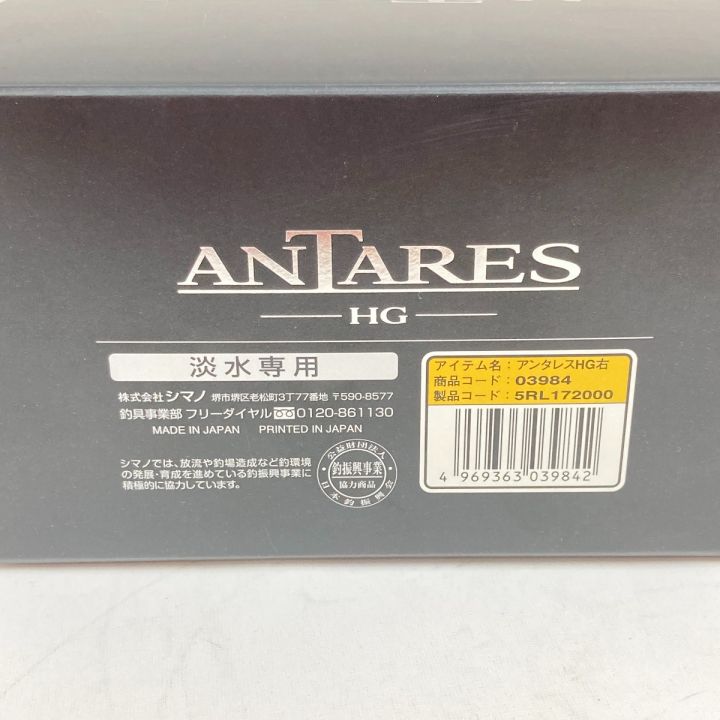 ANTARES
HG
淡水専用
株式会社シマノ 堺市堺区老松町3丁77番地 〒590-8577
釣具事業部 フリーダイヤル 0120-861130
MADE IN JAPAN PRINTED IN JAPAN
シマノでは、放流や釣場造成など釣環境
の発展・育成を進めている釣振興事業に
積極的に協力しています。
公益財団法人
釣振興事業
協力商品
日本釣振興会
アイテム名：アンタレスHG右
商品コード：03984
製品コード：5RL172000
4 969363 039842